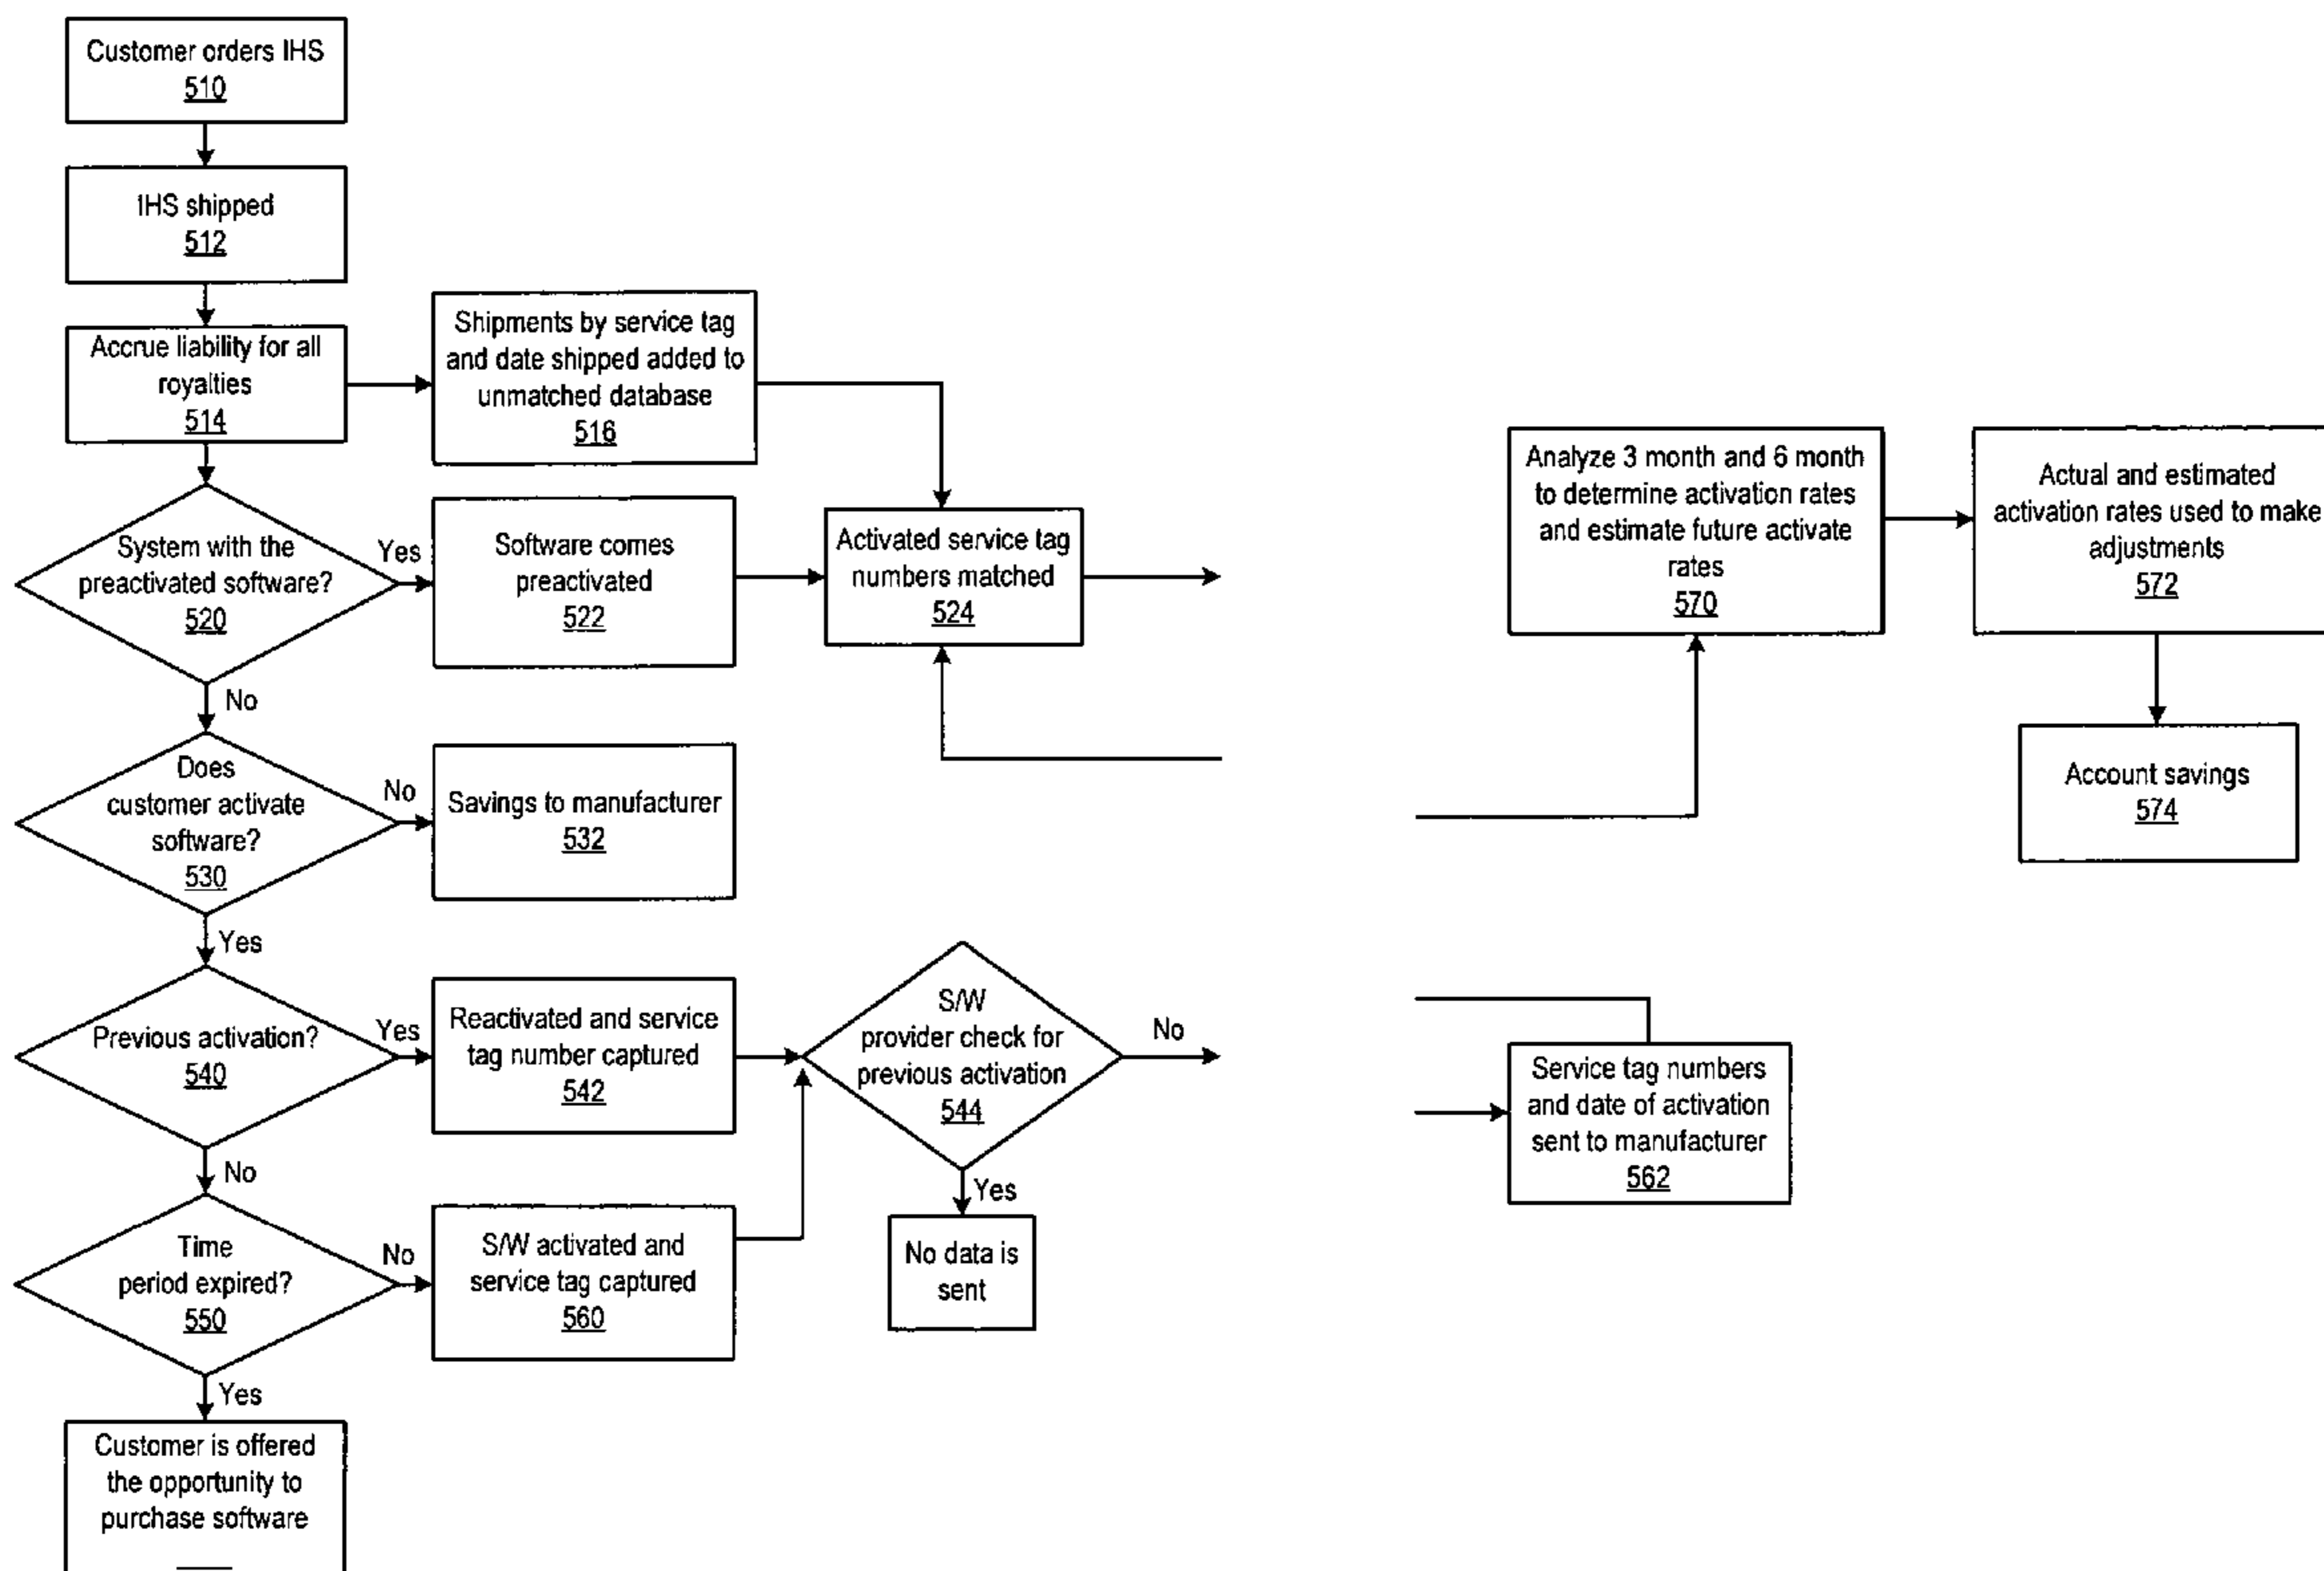 Customer orders IHS
510
IHS shipped
512
Accrue liability for all
royalties
514
Shipments by service tag
and date shipped added to
unmatched database
516
System with the
preactivated software?
520
Yes
Software comes
preactivated
522
Activated service tag
numbers matched
524
Analyze 3 month and 6 month
to determine activation rates
and estimate future activate
rates
570
Actual and estimated
activation rates used to make
adjustments
572
Account savings
574
No
Does
customer activate
software?
530
No
Savings to manufacturer
532
Yes
Previous activation?
540
Yes
Reactivated and service
tag number captured
542
S/W
provider check for
previous activation
544
No
Service tag numbers
and date of activation
sent to manufacturer
562
Yes
No data is
sent
No
Time
period expired?
550
No
S/W activated and
service tag captured
560
Yes
Customer is offered
the opportunity to
purchase software